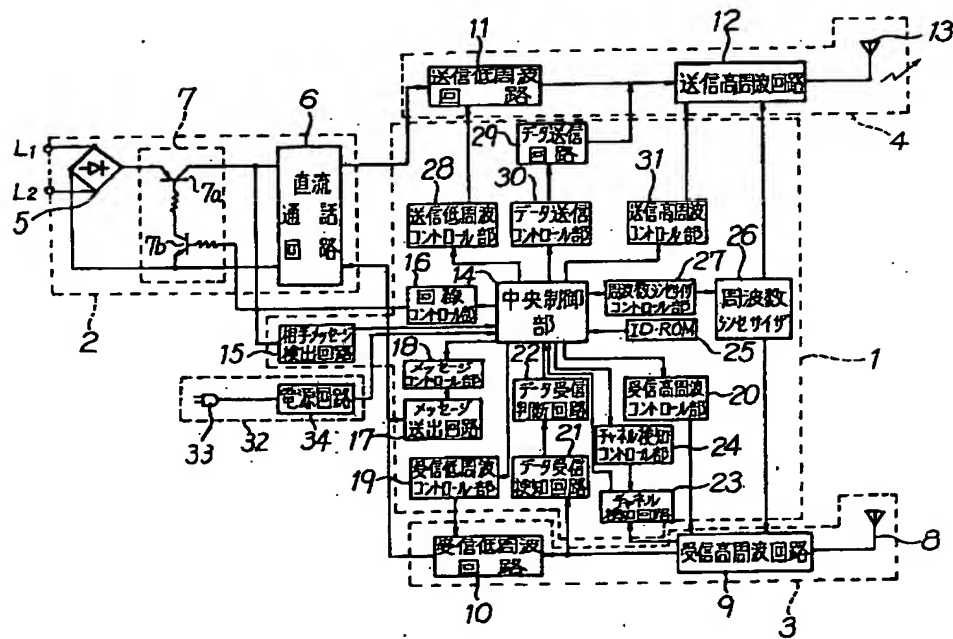 11
送信低周波
回路
12
送信高周波回路
13
4
7
6
L1
L2
5
7a
7b
直流
通話
回路
2
29
データ送信
回路
28
送信低周波
コントロール部
30
データ送信
コントロール部
31
送信高周波
コントロール部
26
周波数
シンセサイザ
27
周波数シンセサイザ
コントロール部
14
中央制御
部
16
回線
コントロール部
ID-ROM
25
1
15
相手メッセージ
検出回路
18
メッセージ
コントロール部
22
データ受信
判断回路
受信高周波
コントロール部
20
33
電源回路
34
32
17
メッセージ
送出回路
21
チャネル検知
コントロール部
24
19
受信低周波
コントロール部
データ受信
検知回路
チャネル
検知回路
23
受信低周波
回路
10
受信高周波回路
9
8
3